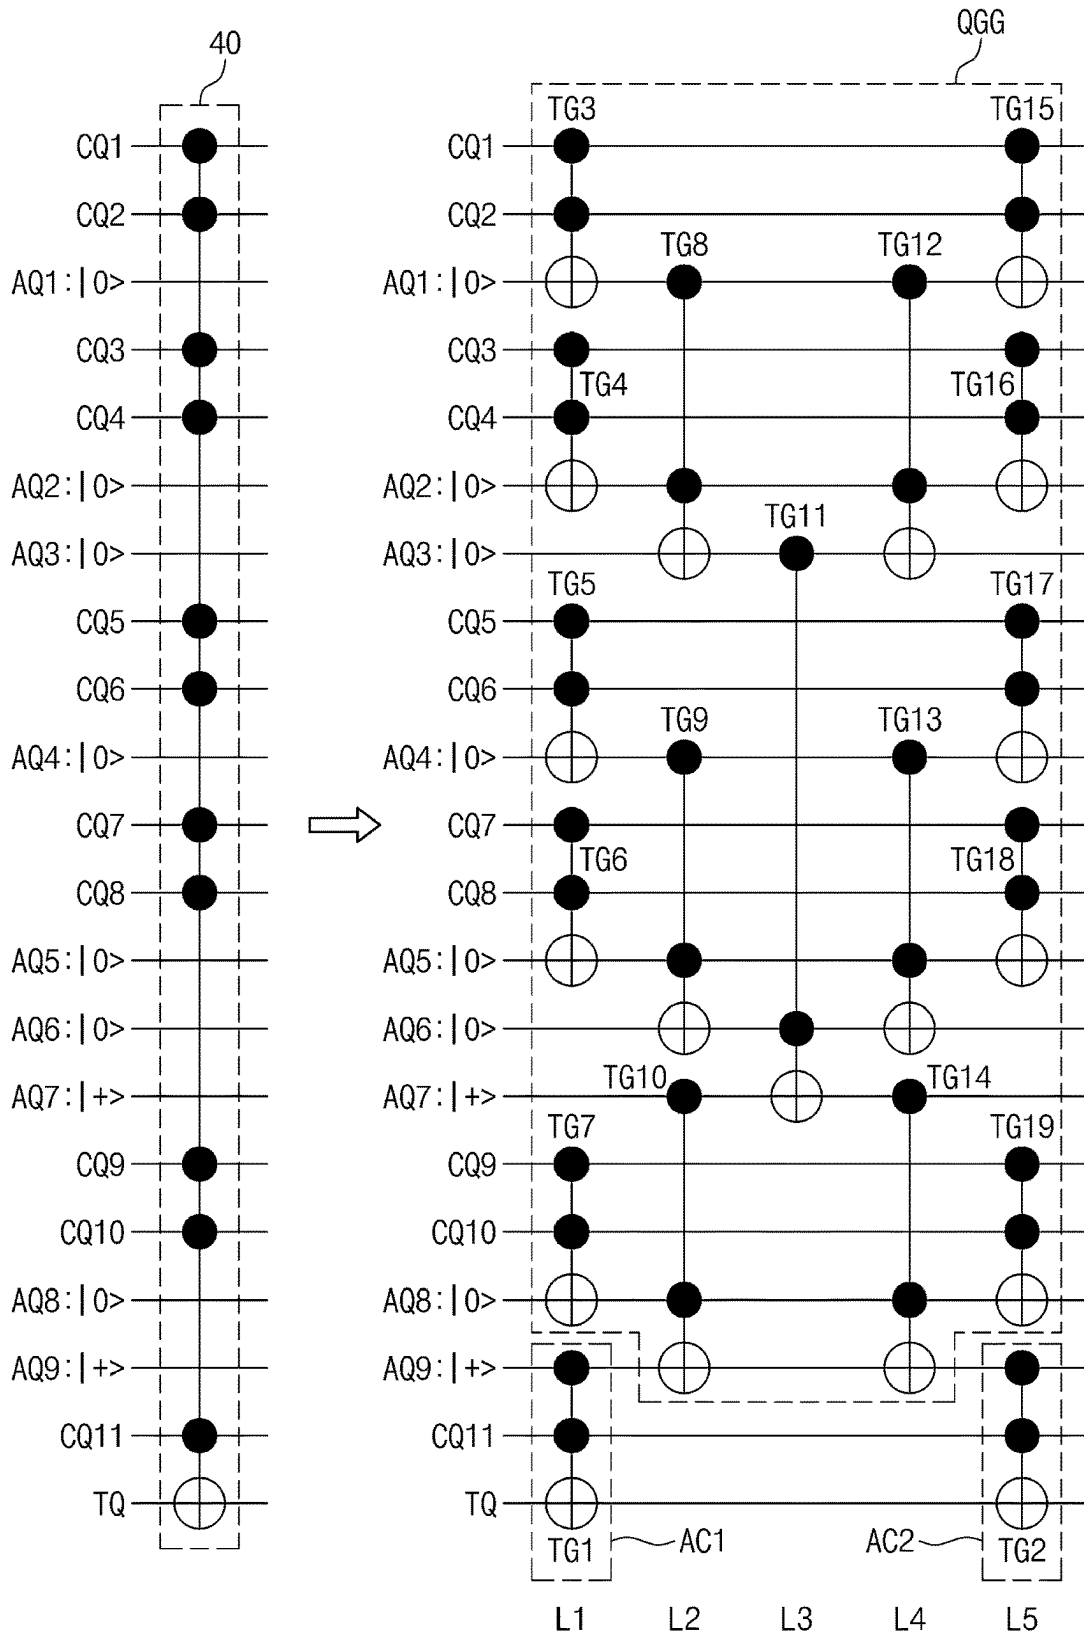 QGG
40
TG3 TG15
CQ1 CQ1
CQ2 CQ2
TG8 TG12
AQ1:|0> AQ1:|0>
CQ3 CQ3
TG4 TG16
CQ4 CQ4
AQ2:|0> AQ2:|0>
TG11
AQ3:|0> AQ3:|0>
TG5 TG17
CQ5 CQ5
CQ6 CQ6
TG9 TG13
AQ4:|0> AQ4:|0>
CQ7 CQ7
TG6 TG18
CQ8 CQ8
AQ5:|0> AQ5:|0>
AQ6:|0> AQ6:|0>
TG10 TG14
AQ7:|+> AQ7:|+>
TG7 TG19
CQ9 CQ9
CQ10 CQ10
AQ8:|0> AQ8:|0>
AQ9:|+> AQ9:|+>
CQ11 CQ11
TQ TQ
TG1 AC1 AC2 TG2
L1 L2 L3 L4 L5